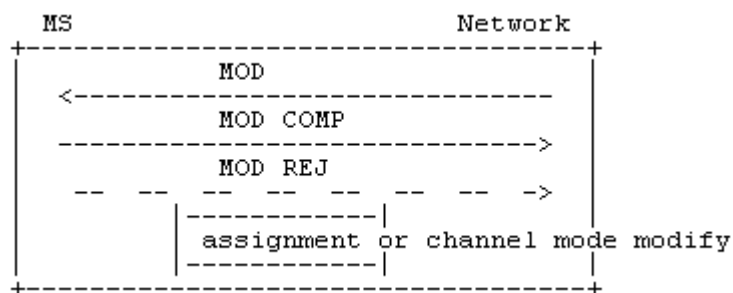 MS Network
MOD
MOD COMP
MOD REJ
assignment or channel mode modify